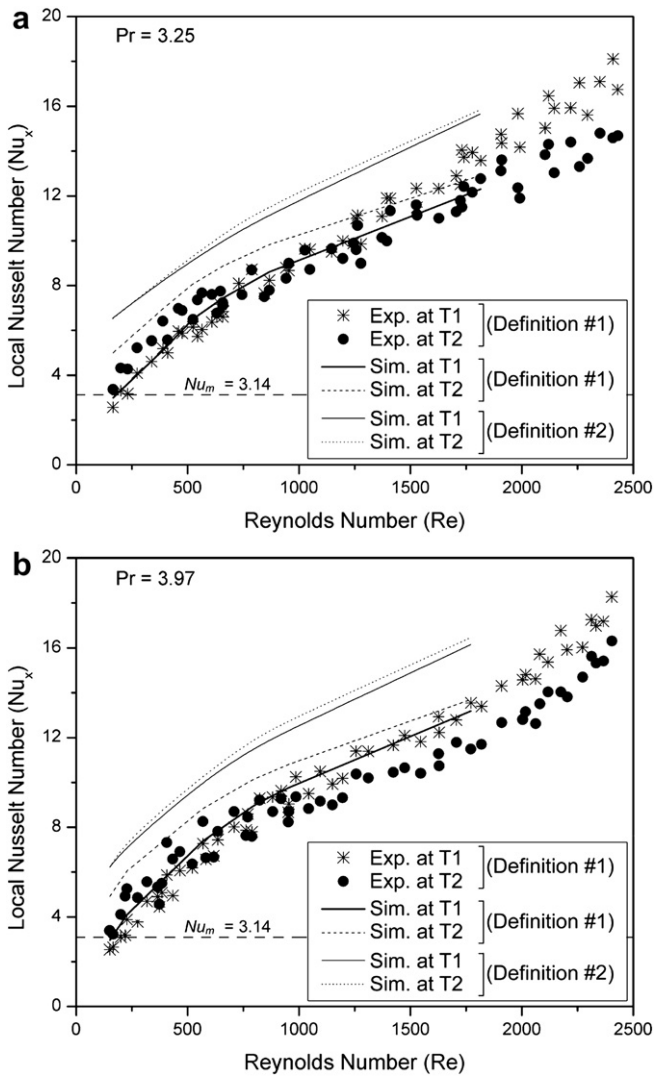 a
Pr = 3.25
20
16
12
8
4
0
Local Nusselt Number (Nuₓ)
Nuₘ = 3.14
Exp. at T1
Exp. at T2
(Definition #1)
Sim. at T1
Sim. at T2
(Definition #1)
Sim. at T1
Sim. at T2
(Definition #2)
0 500 1000 1500 2000 2500
Reynolds Number (Re)
b
Pr = 3.97
20
16
12
8
4
0
Local Nusselt Number (Nuₓ)
Nuₘ = 3.14
Exp. at T1
Exp. at T2
(Definition #1)
Sim. at T1
Sim. at T2
(Definition #1)
Sim. at T1
Sim. at T2
(Definition #2)
0 500 1000 1500 2000 2500
Reynolds Number (Re)